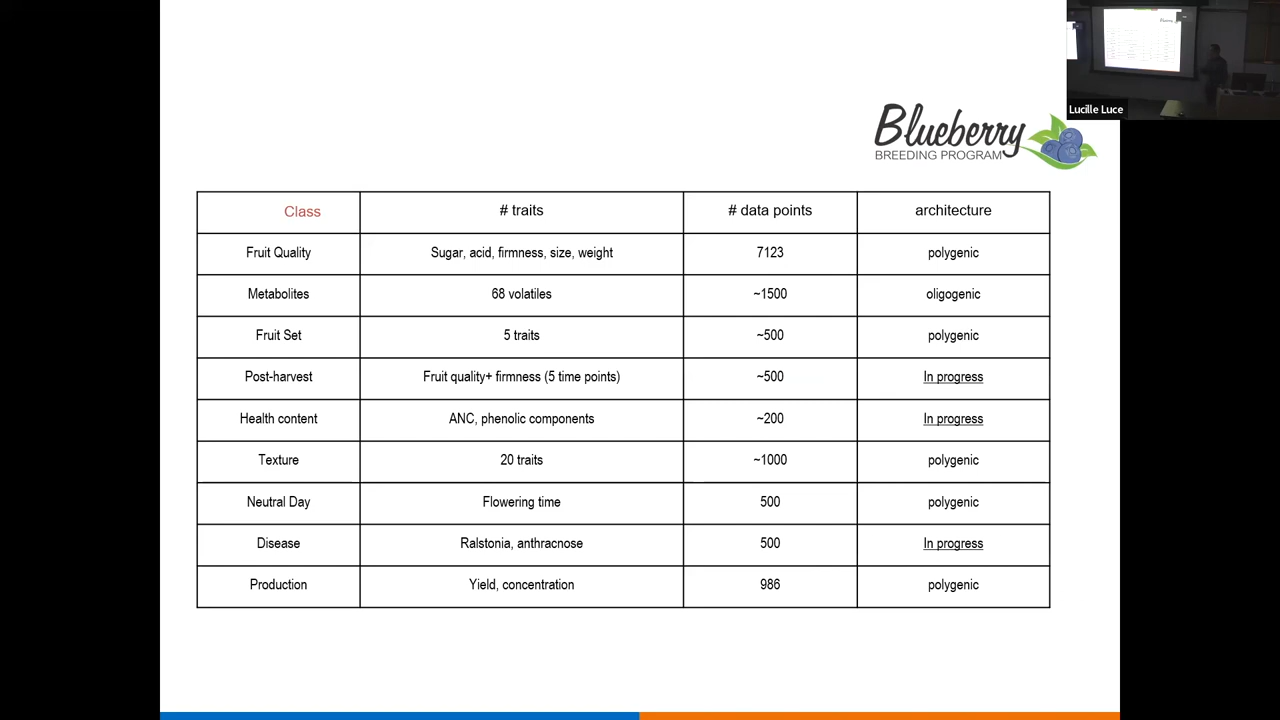 Lucille Luce
Blueberry
BREEDING PROGRAM
Class # traits # data points architecture
Fruit Quality Sugar, acid, firmness, size, weight 7123 polygenic
Metabolites 68 volatiles ~1500 oligogenic
Fruit Set 5 traits ~500 polygenic
Post-harvest Fruit quality+ firmness (5 time points) ~500 In progress
Health content ANC, phenolic components ~200 In progress
Texture 20 traits ~1000 polygenic
Neutral Day Flowering time 500 polygenic
Disease Ralstonia, anthracnose 500 In progress
Production Yield, concentration 986 polygenic